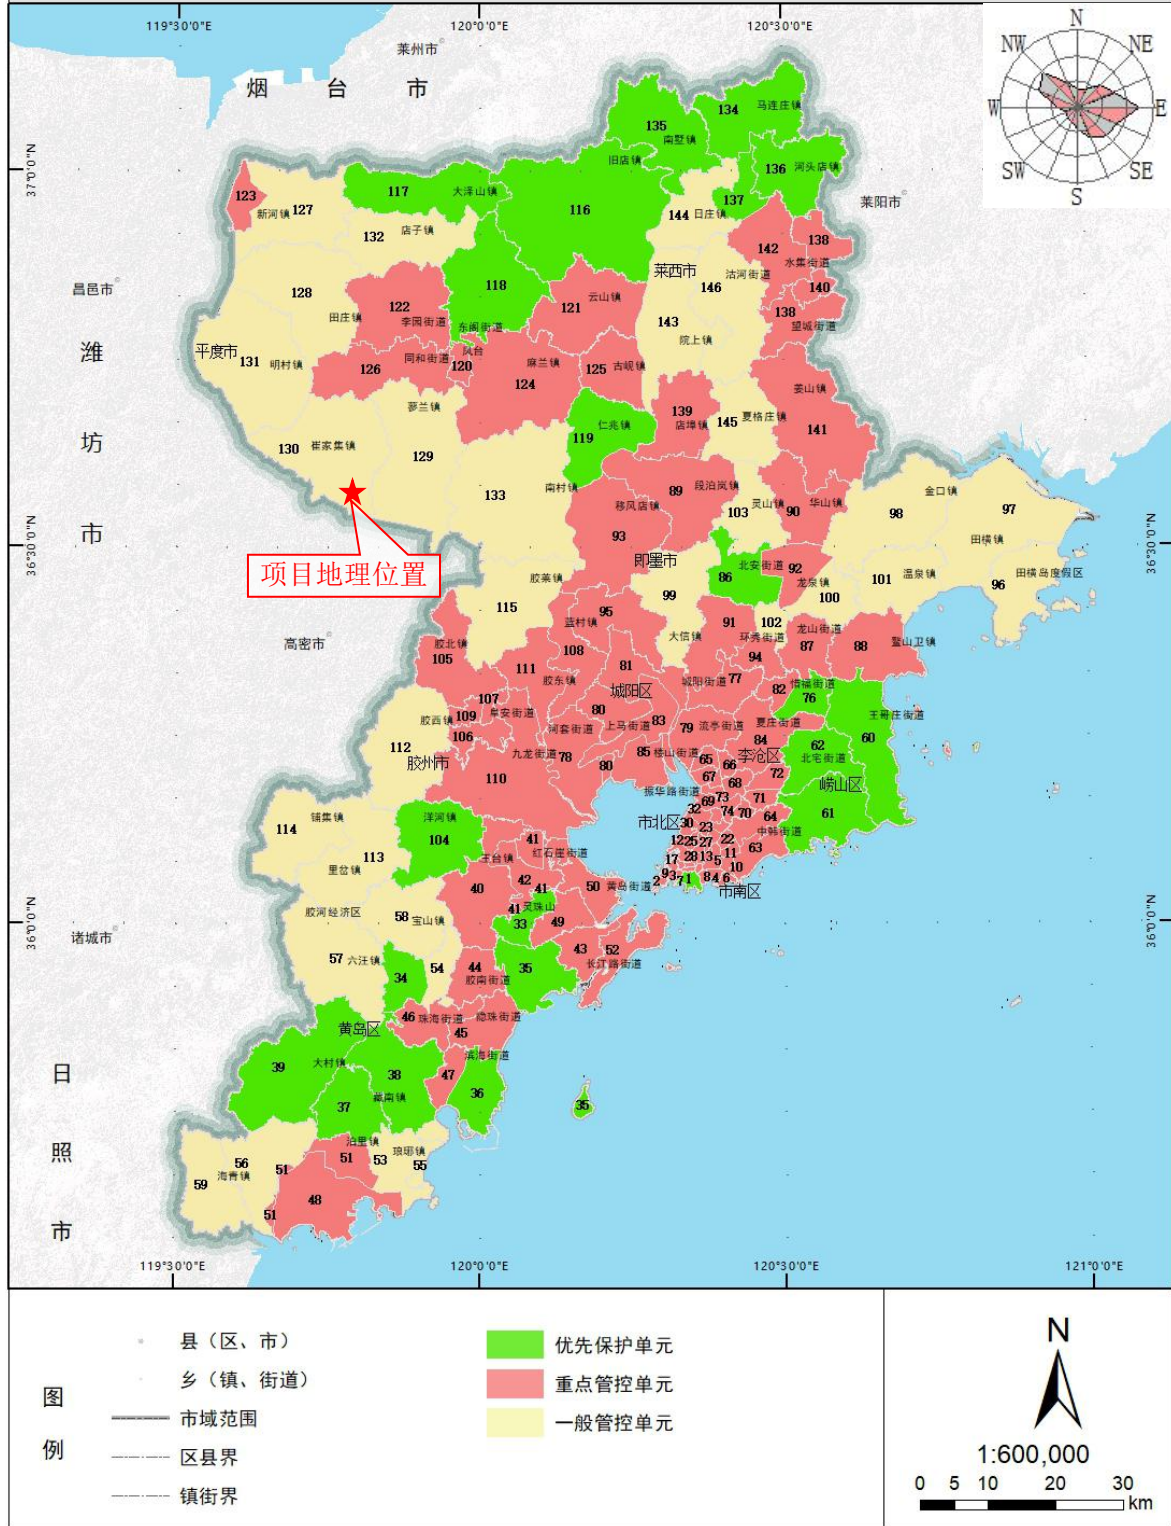 119°30'0"E
120°0'0"E
120°30'0"E
N
NW
NE
W
E
SW
SE
S
莱州市
烟台市
134
马连庄镇
135
南墅镇
旧店镇
136
河头店镇
37°0'0"N
123
新河镇
127
117
大泽山镇
116
137
144
日庄镇
莱阳市
132
店子镇
142
138
水集街道
莱西市
沽河街道
昌邑市
128
田庄镇
122
李园街道
118
东阁街道
云山镇
121
146
140
138
望城街道
143
院上镇
潍坊市
平度市
131
明村镇
126
同和街道
凤台
120
麻兰镇
124
125
古岘镇
姜山镇
蓼兰镇
139
店埠镇
145
夏格庄镇
141
119
仁兆镇
130
崔家集镇
129
133
南村镇
89
段泊岚镇
移风店镇
93
103
灵山镇
90
华山镇
金口镇
98
97
田横镇
36°30'0"N
36°30'0"N
项目地理位置
即墨市
86
北安街道
92
龙泉镇
101
温泉镇
100
96
田横岛度假区
胶莱镇
115
99
95
蓝村镇
大信镇
91
环秀街道
102
龙山街道
87
88
鳌山卫镇
高密市
胶北镇
105
108
111
胶东镇
81
94
城阳街道
77
82
惜福街道
76
城阳区
王哥庄街道
60
107
阜安街道
胶西镇
109
106
80
河套街道
上马街道
83
79
流亭街道
夏庄街道
84
62
北宅街道
112
胶州市
九龙街道
78
80
85
楼山街道
65
66
李沧区
72
67
68
崂山区
61
110
振华路街道
69
73
71
32
74
70
64
中韩街道
市北区
30
23
114
铺集镇
洋河镇
104
113
里岔镇
王台镇
41
红石崖街道
12
25
27
22
63
28
13
5
11
10
17
9
3
7
1
8
4
6
2
市南区
40
42
41
50
黄岛街道
胶河经济区
58
宝山镇
41
灵珠山
33
49
诸城市
57
六汪镇
34
54
44
胶南街道
35
43
52
长江路街道
36°0'0"N
36°0'0"N
黄岛区
46
珠海街道
隐珠街道
45
39
大村镇
38
滨海街道
47
36
藏南镇
37
35
日照市
泊里镇
51
53
琅琊镇
55
56
59
海青镇
51
48
51
119°30'0"E
120°0'0"E
120°30'0"E
121°0'0"E
图例
县（区、市）
乡（镇、街道）
市域范围
区县界
镇街界
优先保护单元
重点管控单元
一般管控单元
N
1:600,000
0 5 10 20 30
km